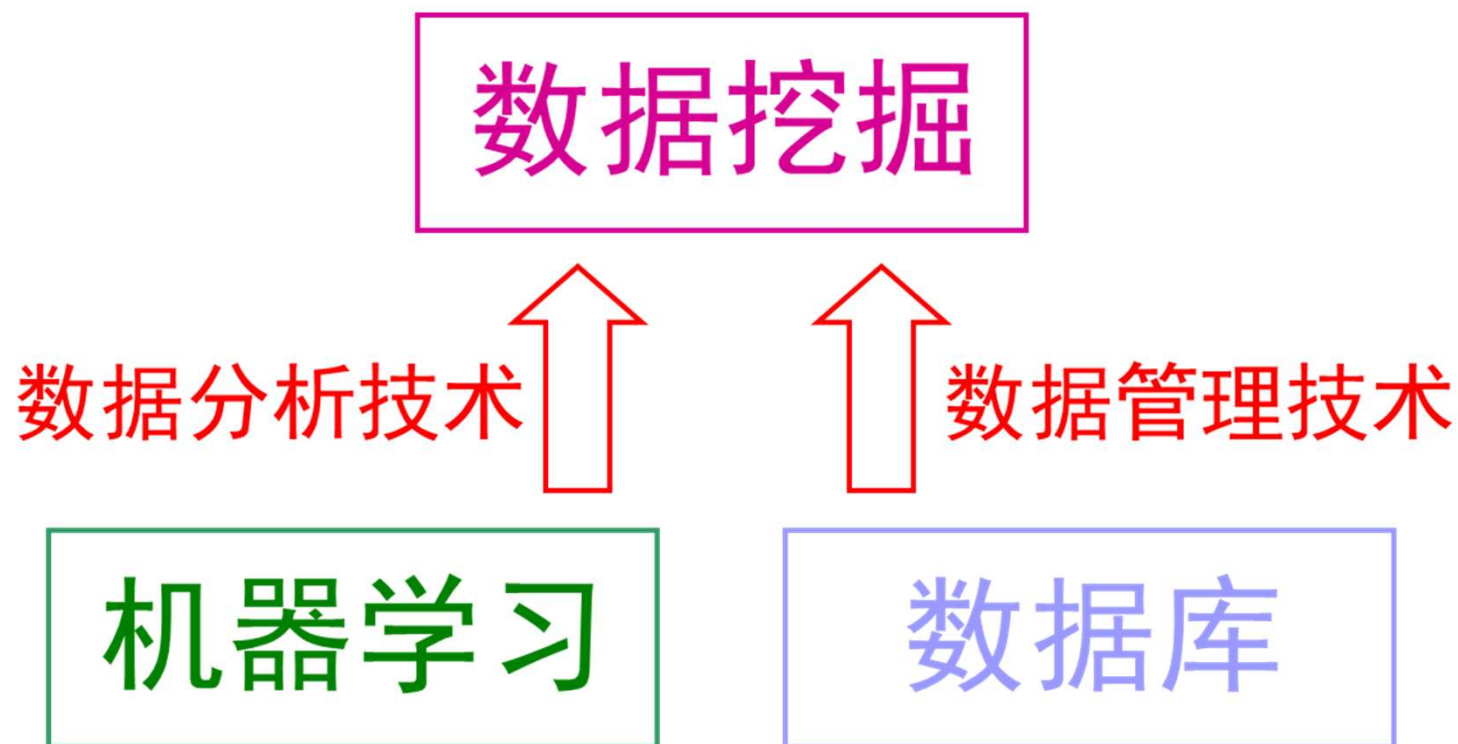 数据挖掘
数据分析技术
数据管理技术
机器学习
数据库